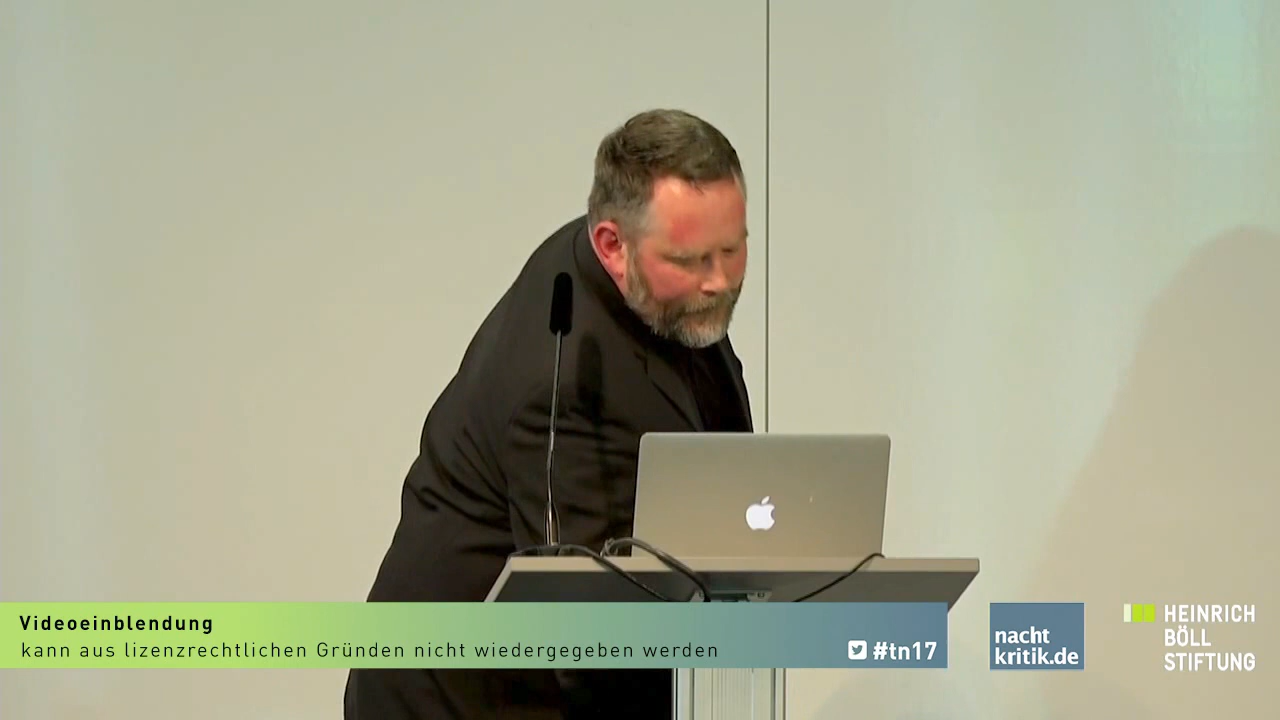 Videoeinblendung
kann aus lizenzrechtlichen Gründen nicht wiedergegeben werden
#tn17
nacht
kritik.de
HEINRICH
BÖLL
STIFTUNG